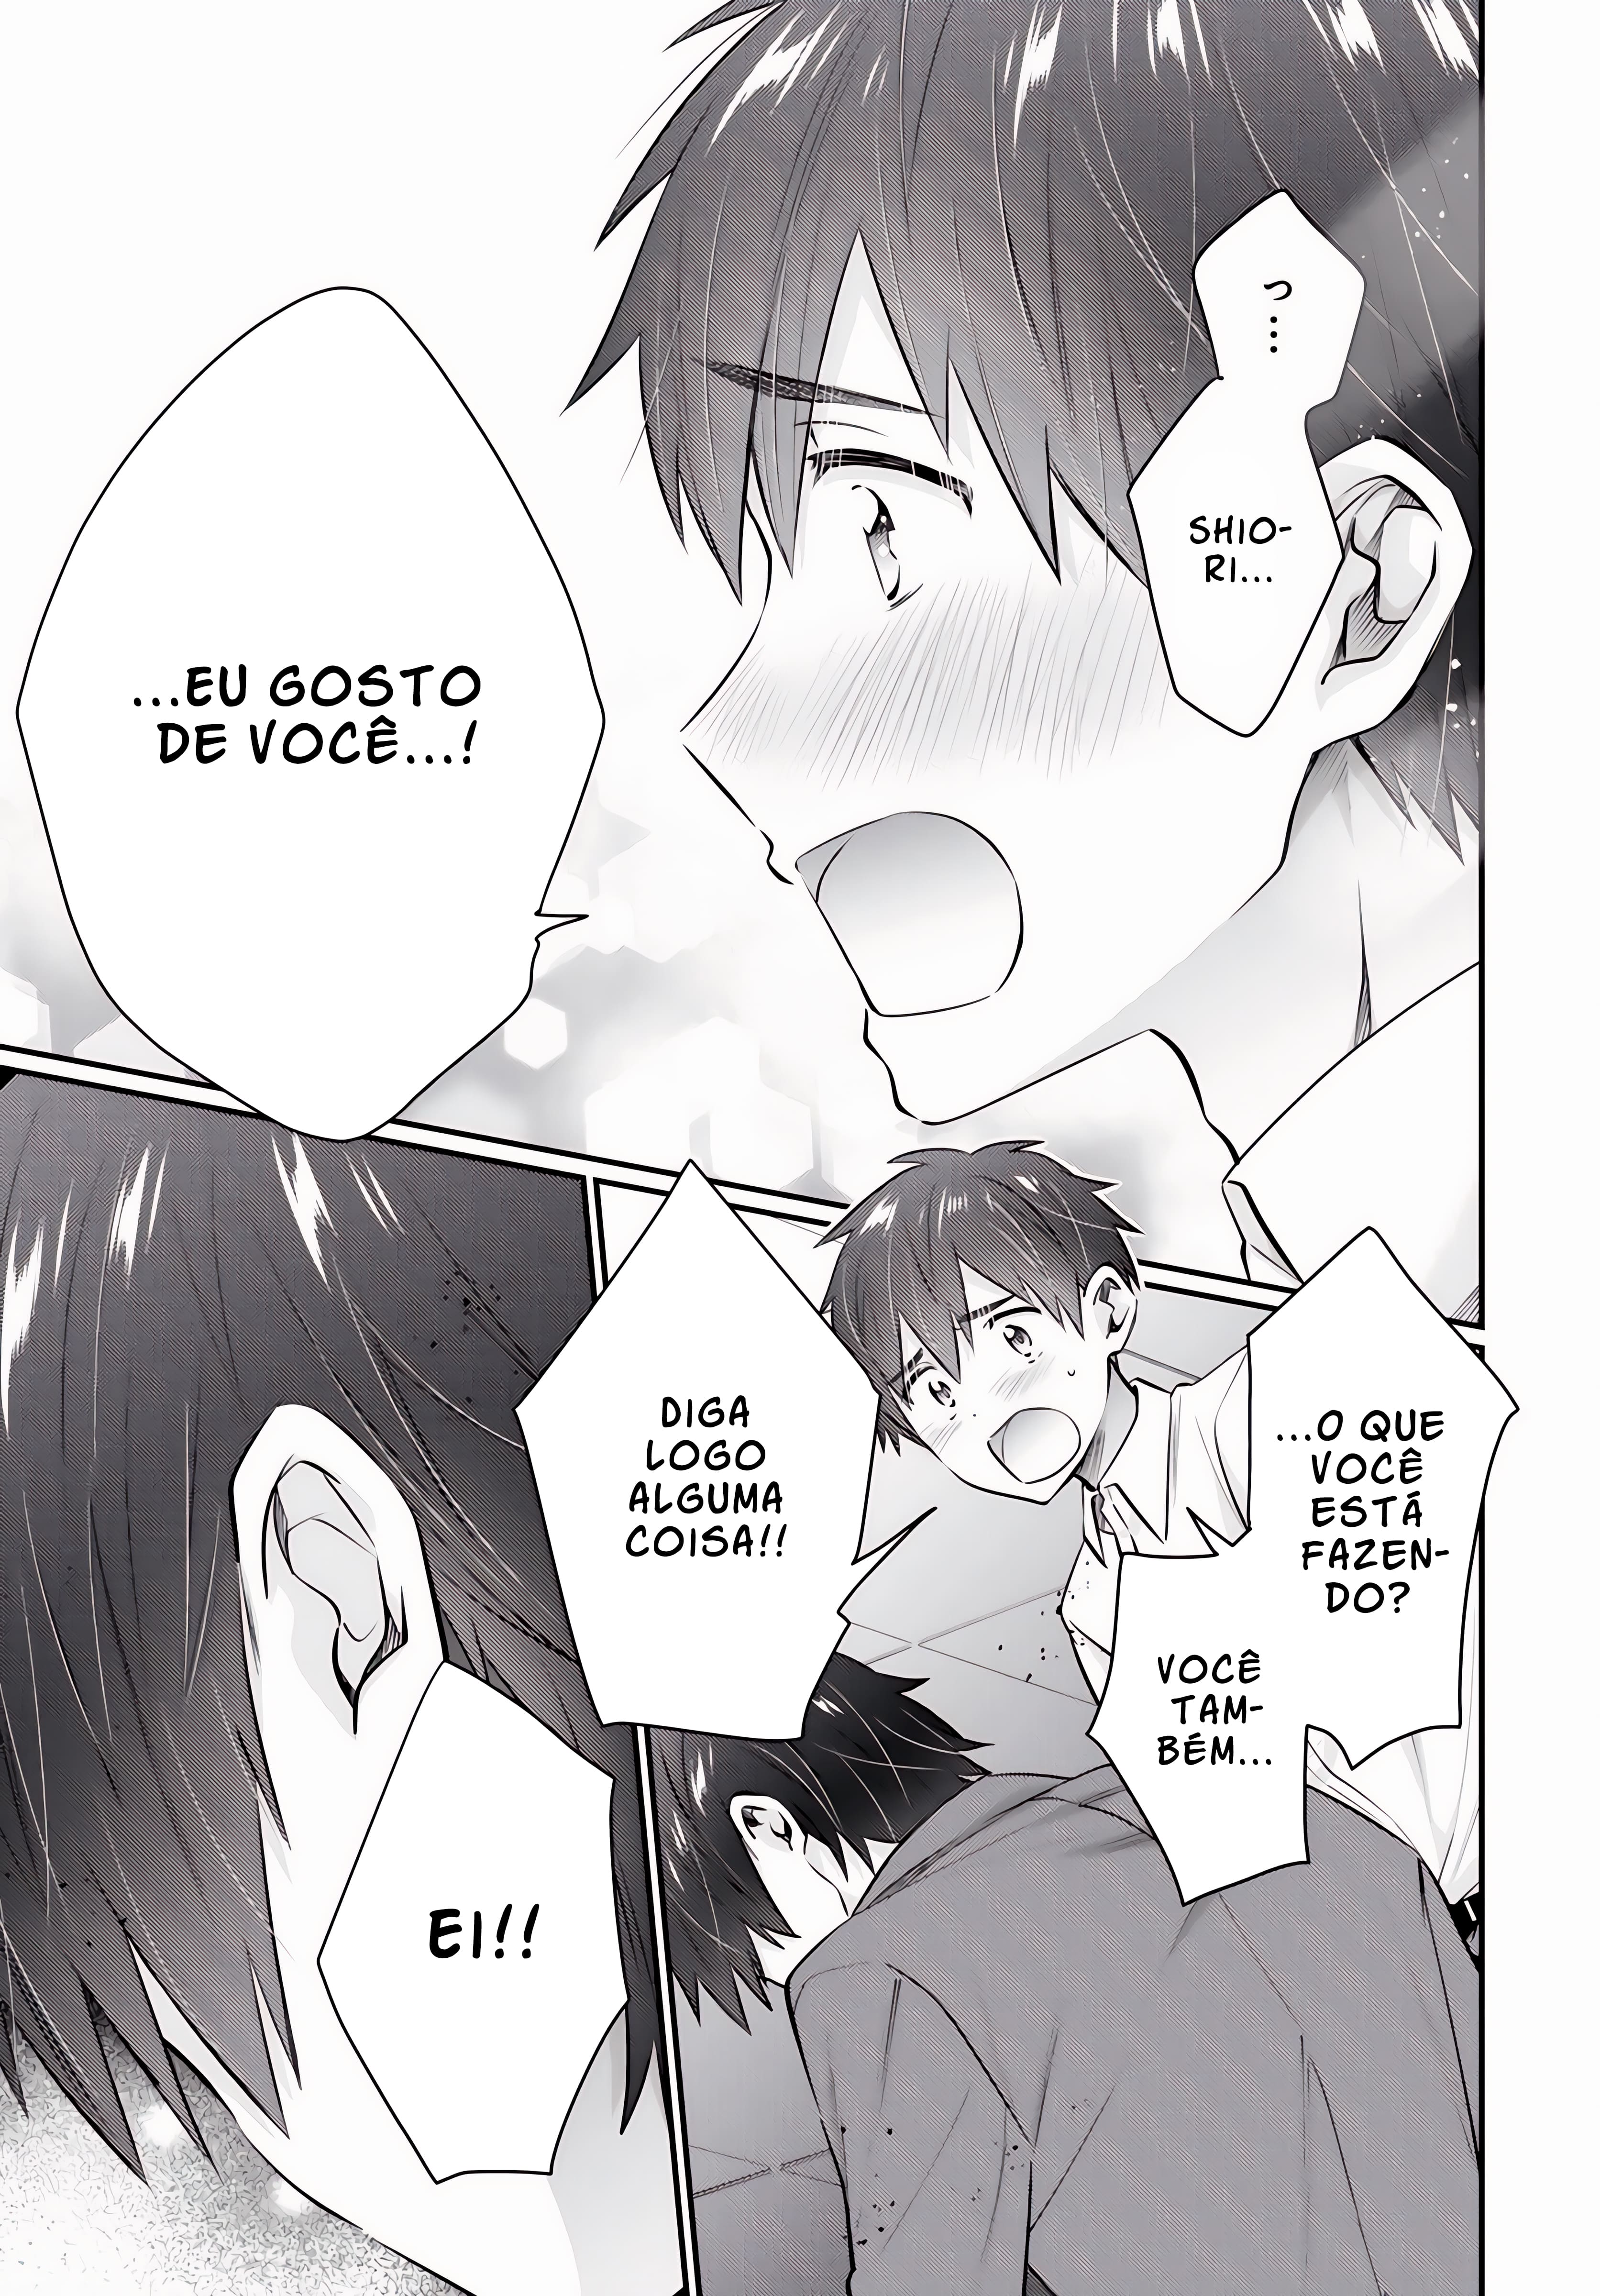 っ…
SHIO-
RI...
...EU GOSTO
DE VOCÊ...!
...O QUE
VOCÊ
ESTÁ
FAZEN-
DO?
VOCÊ
TAM-
BÉM...
DIGA
LOGO
ALGUMA
COISA!!
EI!!